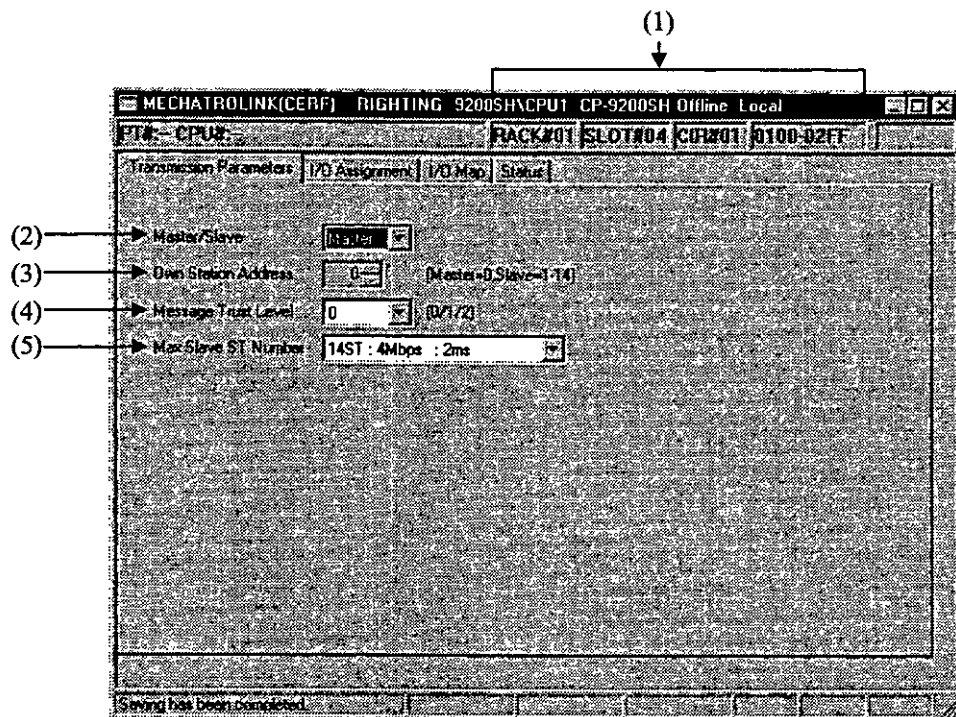 (1)
MECHATROLINK(CERF) RIGHTING 9200SH\CPU1 CP-9200SH Offline Local
PT#:- CPU#:- RACK#01 SLOT#04 CIR#01 0100-02FF
Transmission Parameters I/O Assignment I/O Map Status
(2) Master/Slave Master
(3) Own Station Address 0 [Master=0,Slave=1-14]
(4) Message Trust Level 0 [0/1/2]
(5) Max Slave ST Number 14ST : 4Mbps : 2ms
Saving has been completed.